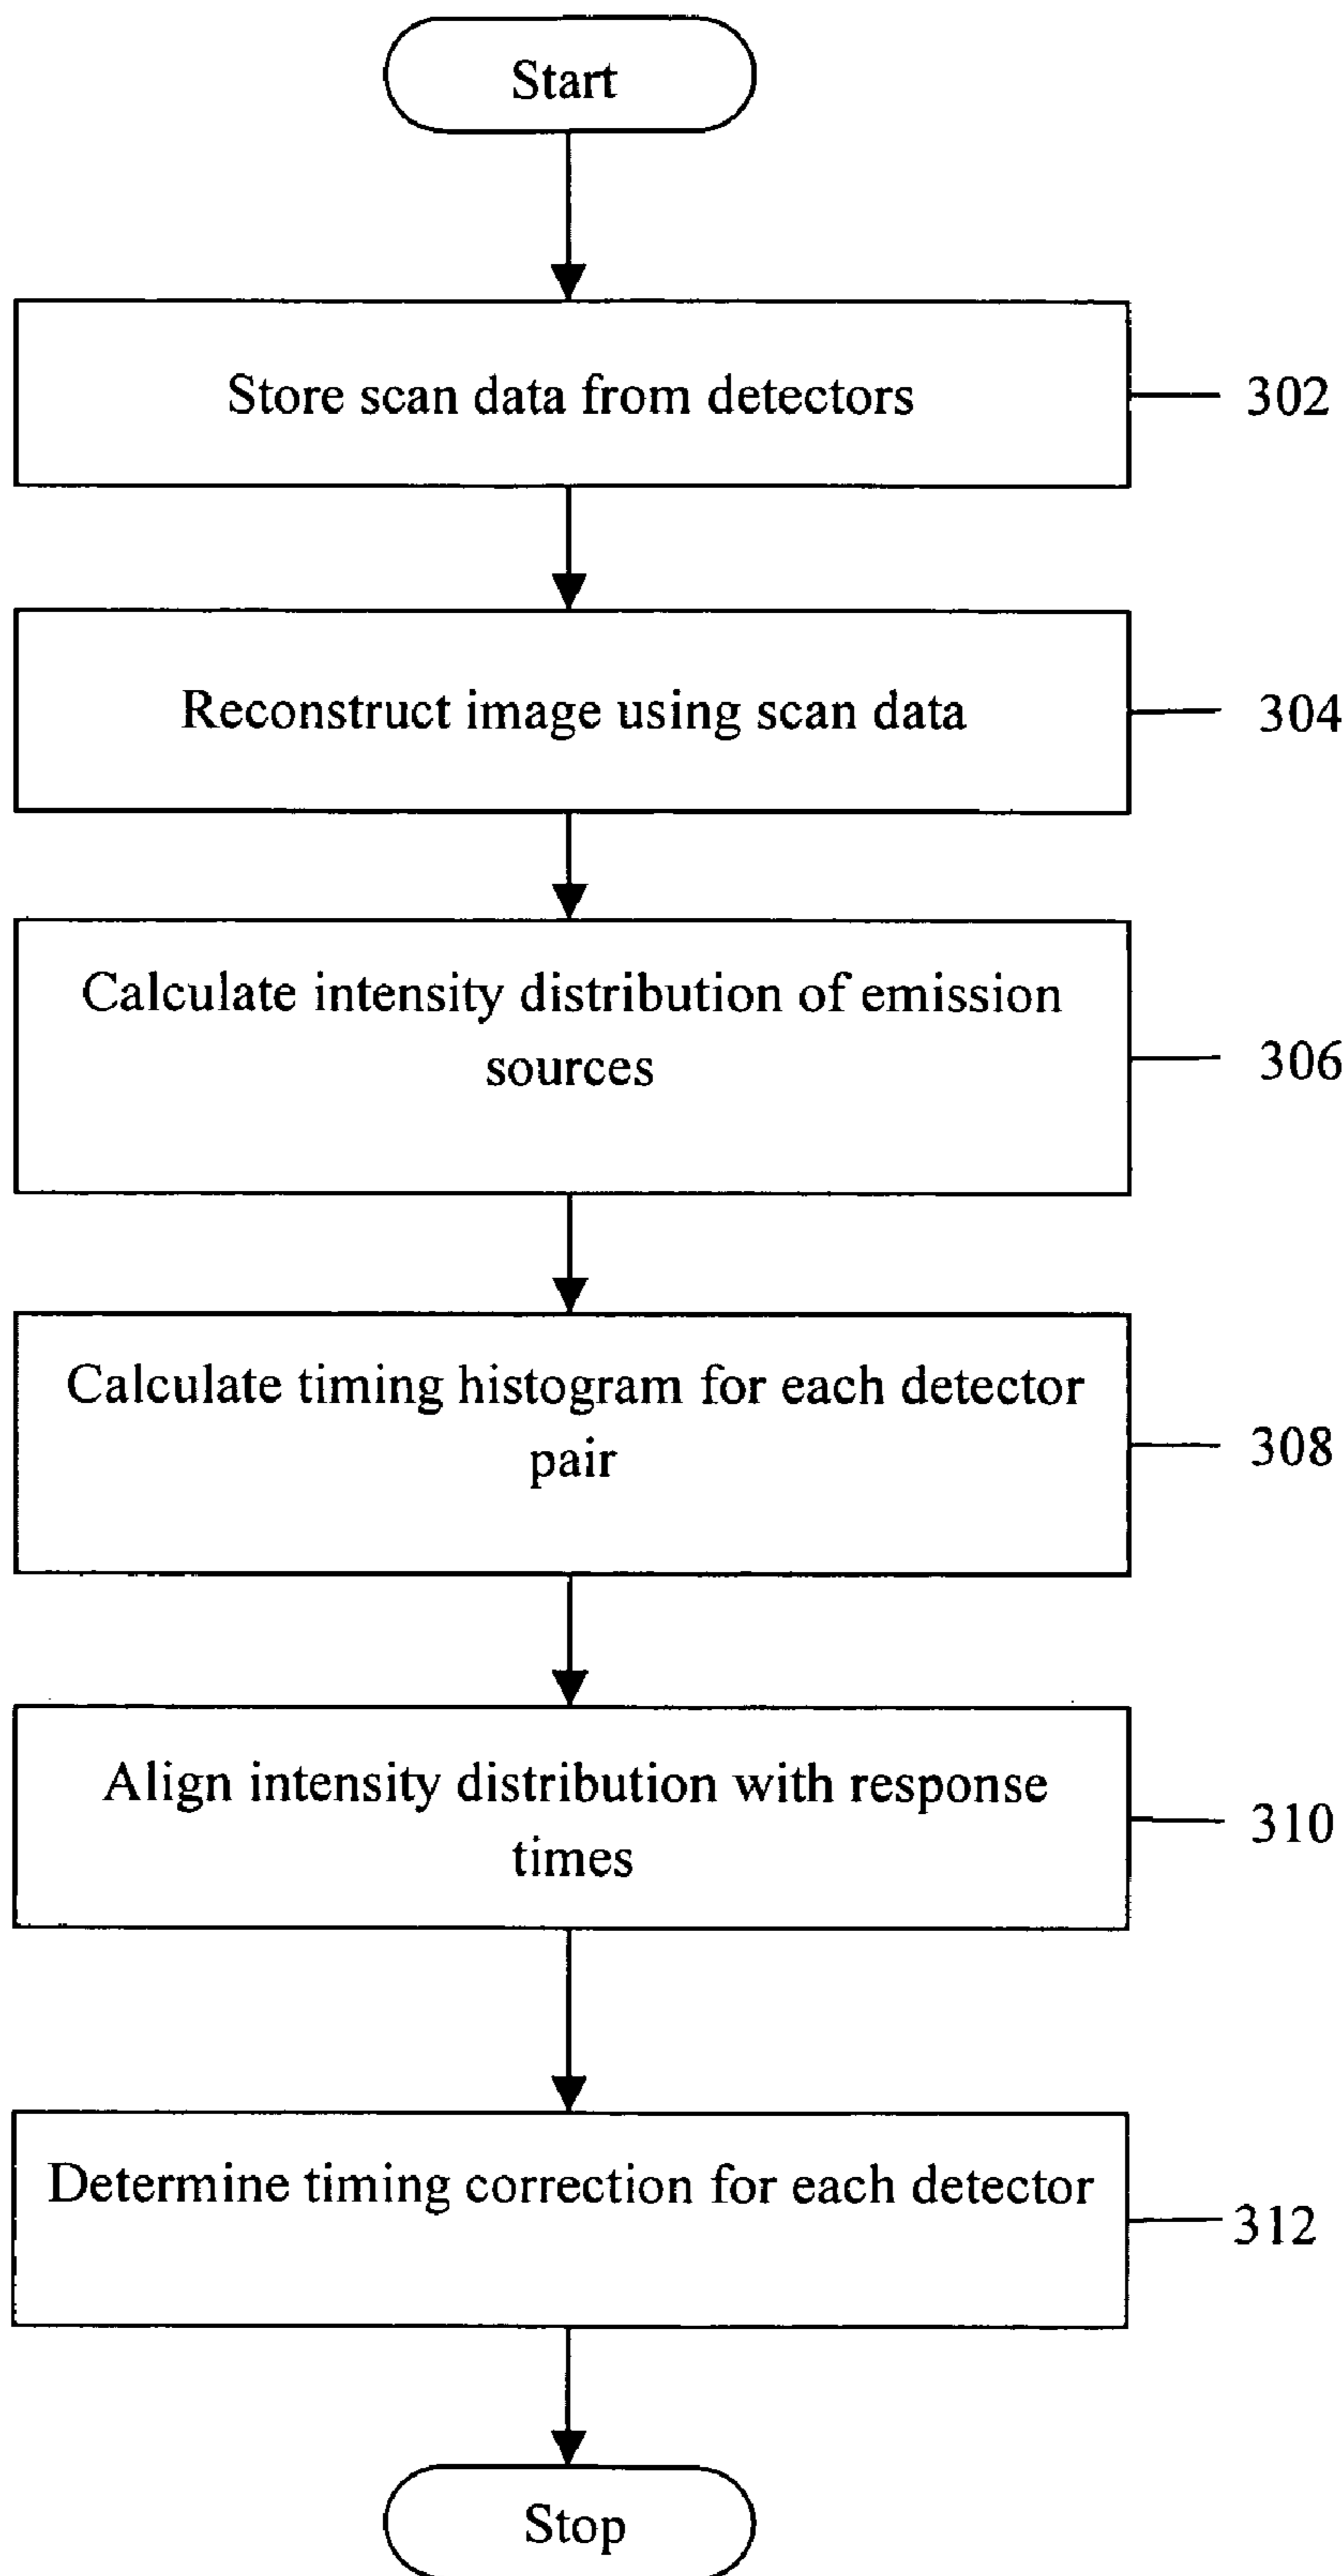 Start
Store scan data from detectors
302
Reconstruct image using scan data
304
Calculate intensity distribution of emission
sources
306
Calculate timing histogram for each detector
pair
308
Align intensity distribution with response
times
310
Determine timing correction for each detector
312
Stop